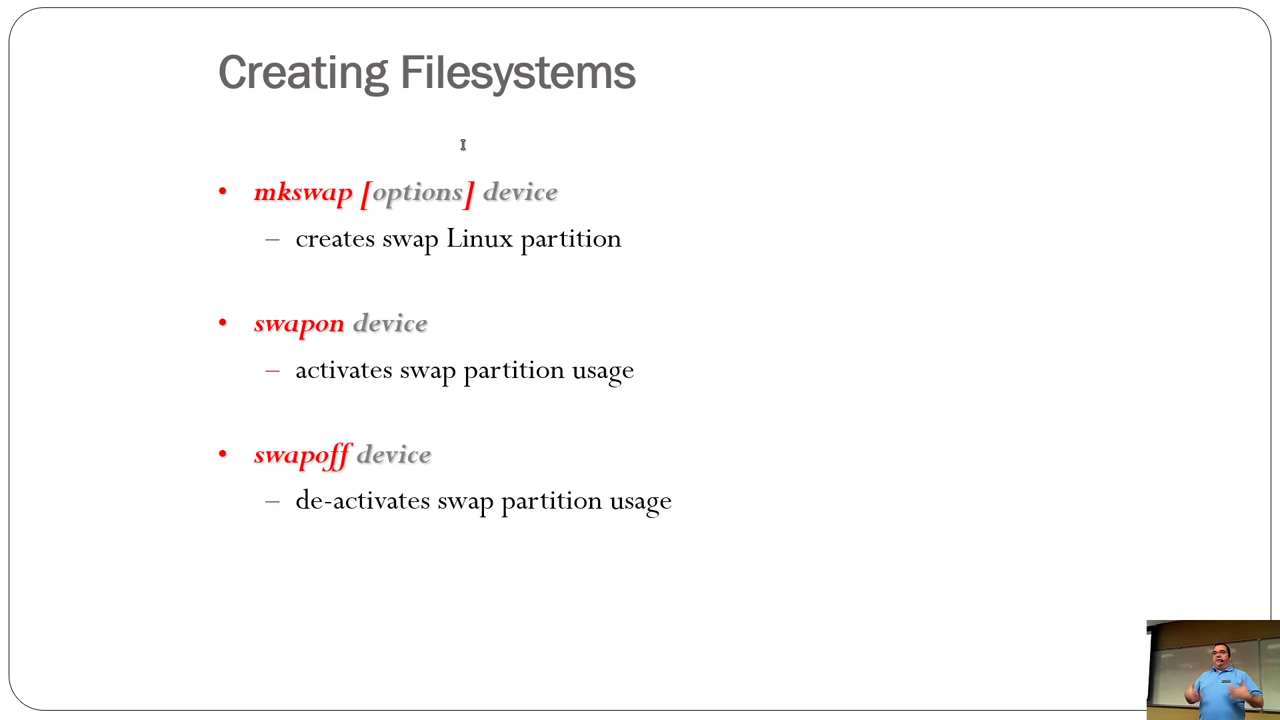 Creating Filesystems
• mkswap [options] device
– creates swap Linux partition
• swapon device
– activates swap partition usage
• swapoff device
– de-activates swap partition usage